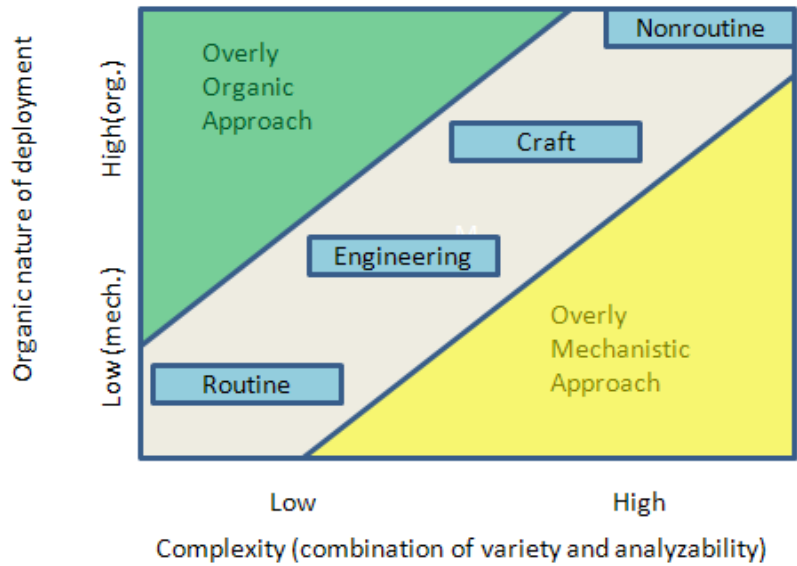 Organic nature of deployment
High(org.)
Low (mech.)
Overly
Organic
Approach
Nonroutine
Craft
M
Engineering
Routine
Overly
Mechanistic
Approach
Low
High
Complexity (combination of variety and analyzability)